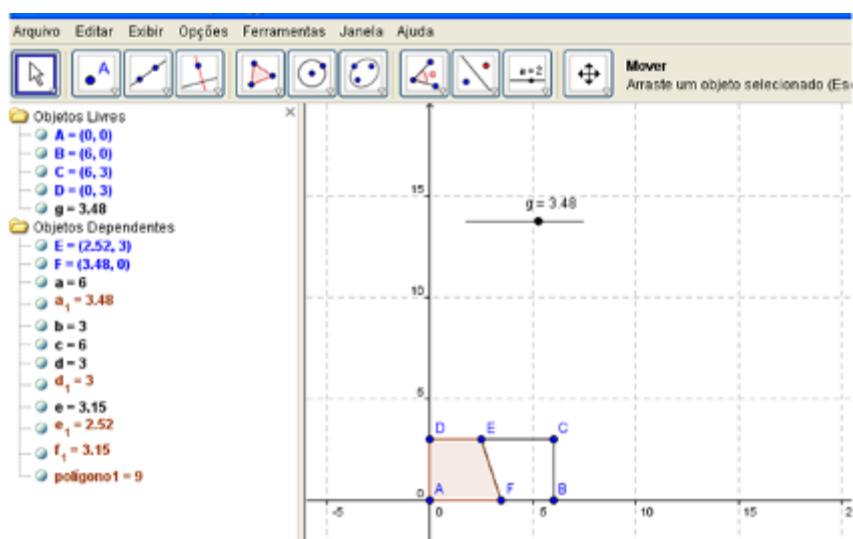 Arquivo Editar Exibir Opções Ferramentas Janela Ajuda
A
a=2
Mover
Arraste um objeto selecionado (Es
Objetos Livres
A = (0, 0)
B = (6, 0)
C = (6, 3)
D = (0, 3)
g = 3.48
Objetos Dependentes
E = (2.52, 3)
F = (3.48, 0)
a = 6
a₁ = 3.48
b = 3
c = 6
d = 3
d₁ = 3
e = 3.15
e₁ = 2.52
f₁ = 3.15
polígono1 = 9
g = 3.48
15
10
5
0
D E C
A F B
-5 0 5 10 15 2